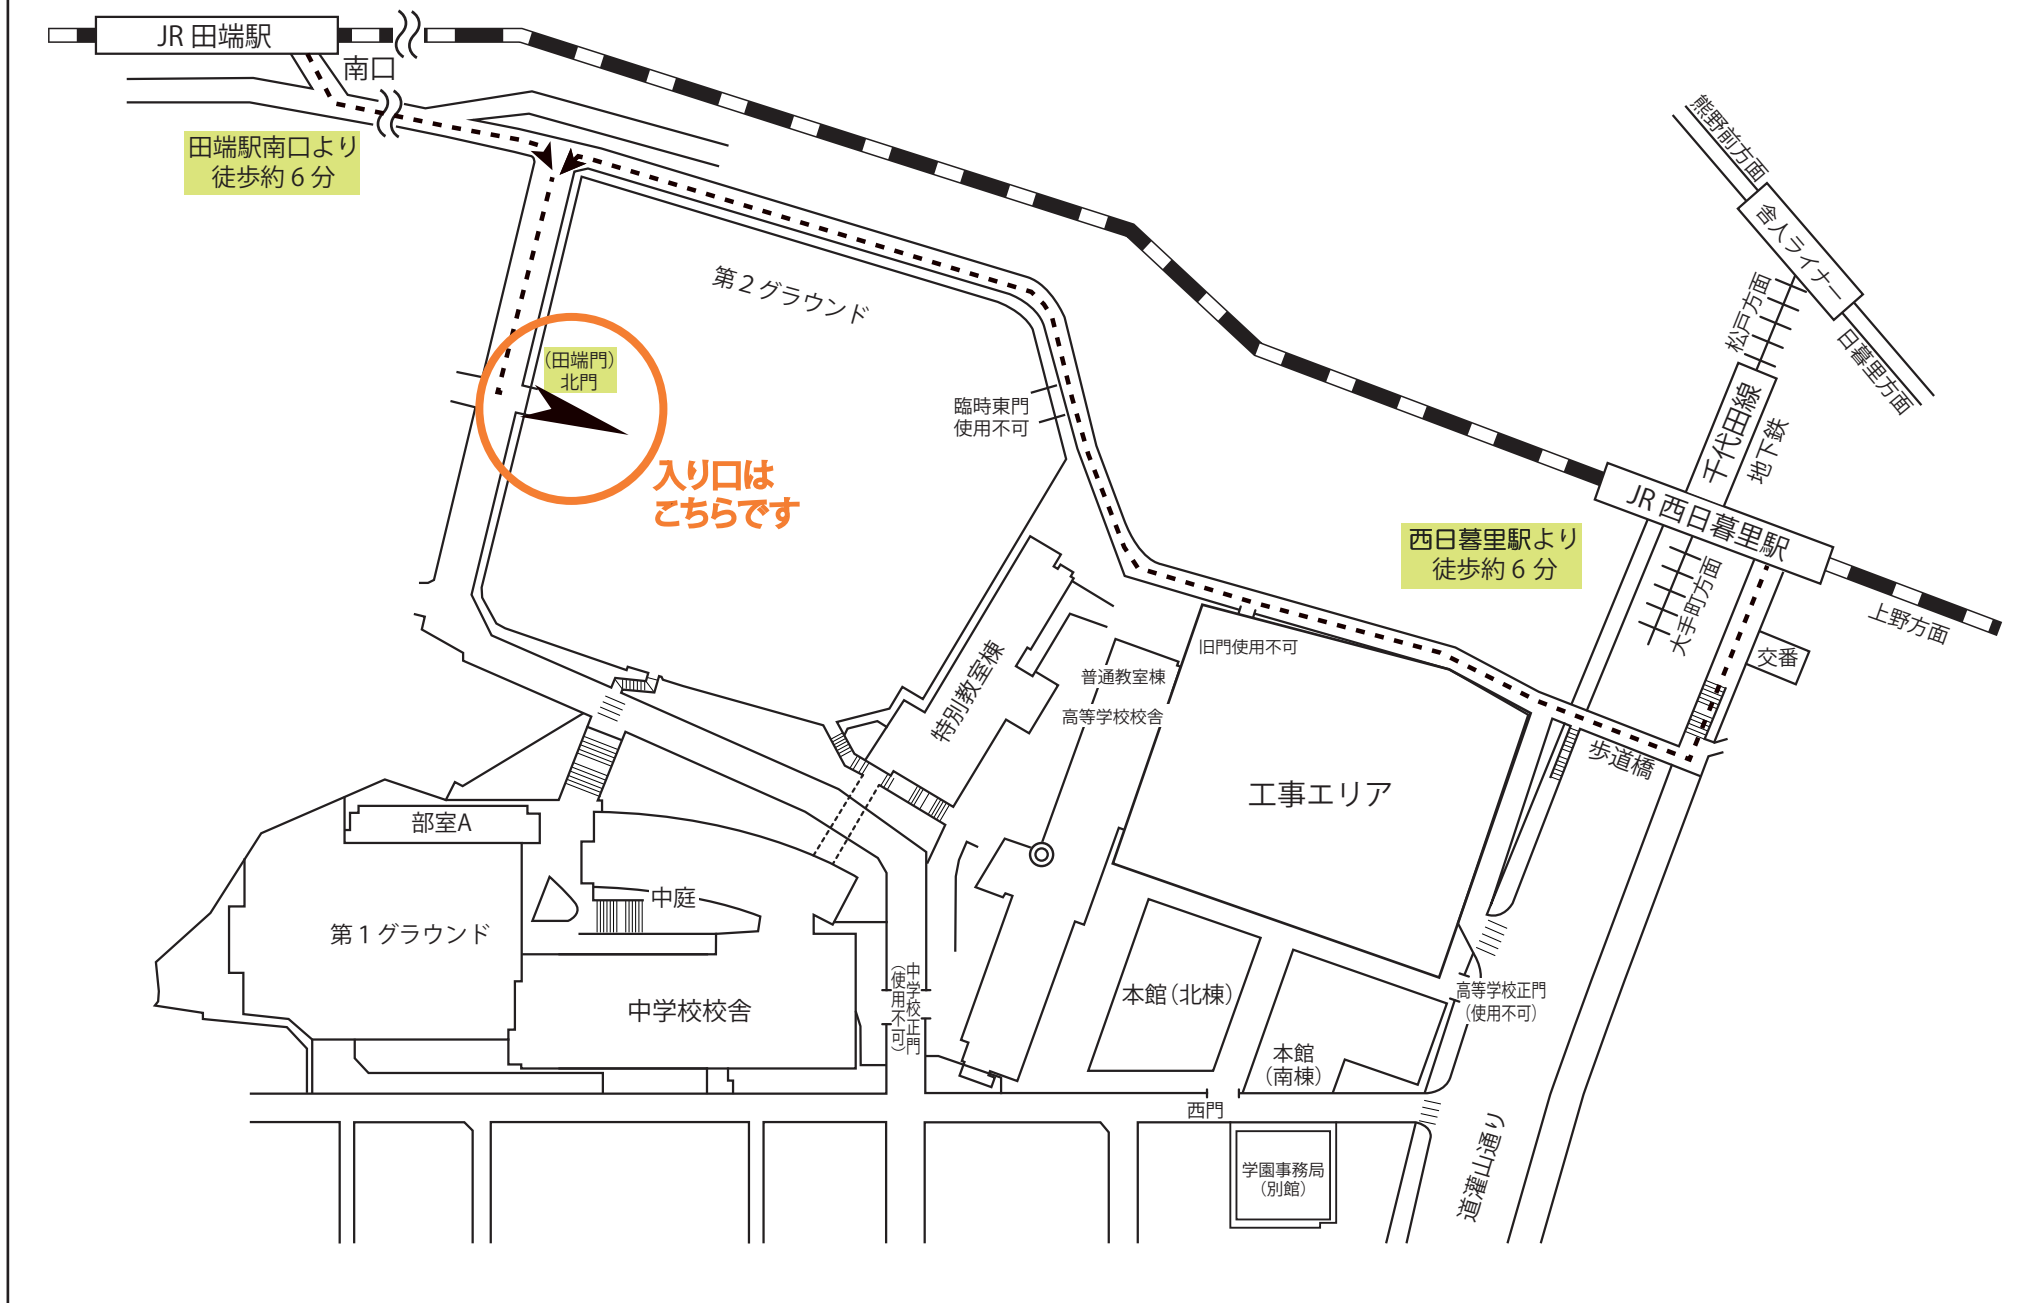 JR 田端駅
南口
田端駅南口より
徒歩約 6 分
熊野前方面
舎人ライナー
日暮里方面
松戸方面
千代田線
地下鉄
第 2 グラウンド
(田端門)
北門
入り口は
こちらです
臨時東門
使用不可
JR 西日暮里駅
西日暮里駅より
徒歩約 6 分
大手町方面
上野方面
交番
旧門使用不可
特別教室棟
普通教室棟
高等学校校舎
歩道橋
工事エリア
部室A
中庭
第 1 グラウンド
中学校校舎
中学校正門
(使用不可)
本館(北棟)
高等学校正門
(使用不可)
本館
(南棟)
西門
学園事務局
(別館)
道灌山通り